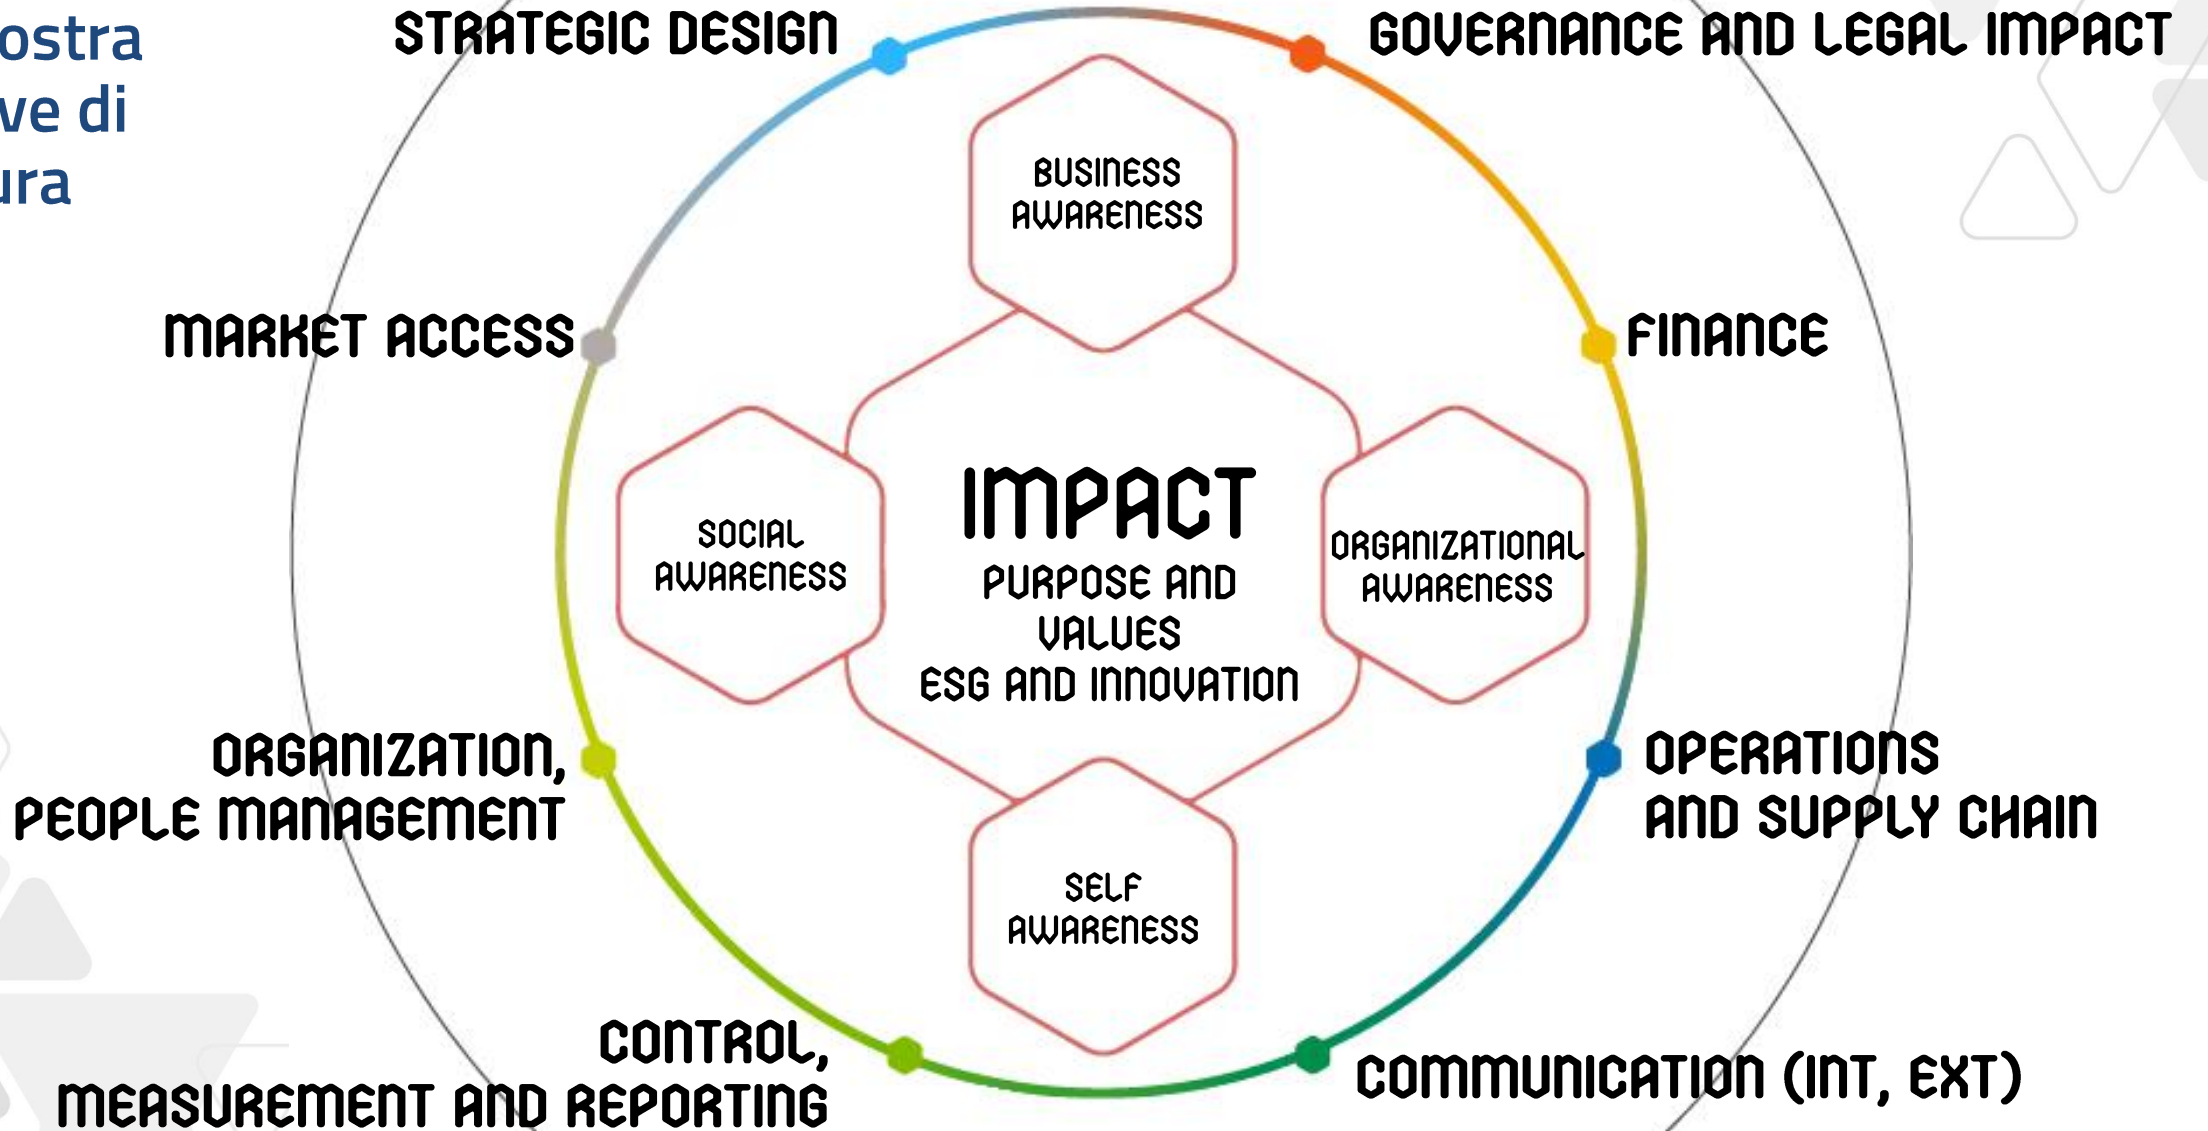 ostra
ve di
ura
STRATEGIC DESIGN
GOVERNANCE AND LEGAL IMPACT
BUSINESS
AWARENESS
MARKET ACCESS
FINANCE
SOCIAL
AWARENESS
IMPACT
PURPOSE AND
VALUES
ESG AND INNOVATION
ORGANIZATIONAL
AWARENESS
ORGANIZATION,
PEOPLE MANAGEMENT
OPERATIONS
AND SUPPLY CHAIN
SELF
AWARENESS
CONTROL,
MEASUREMENT AND REPORTING
COMMUNICATION (INT, EXT)